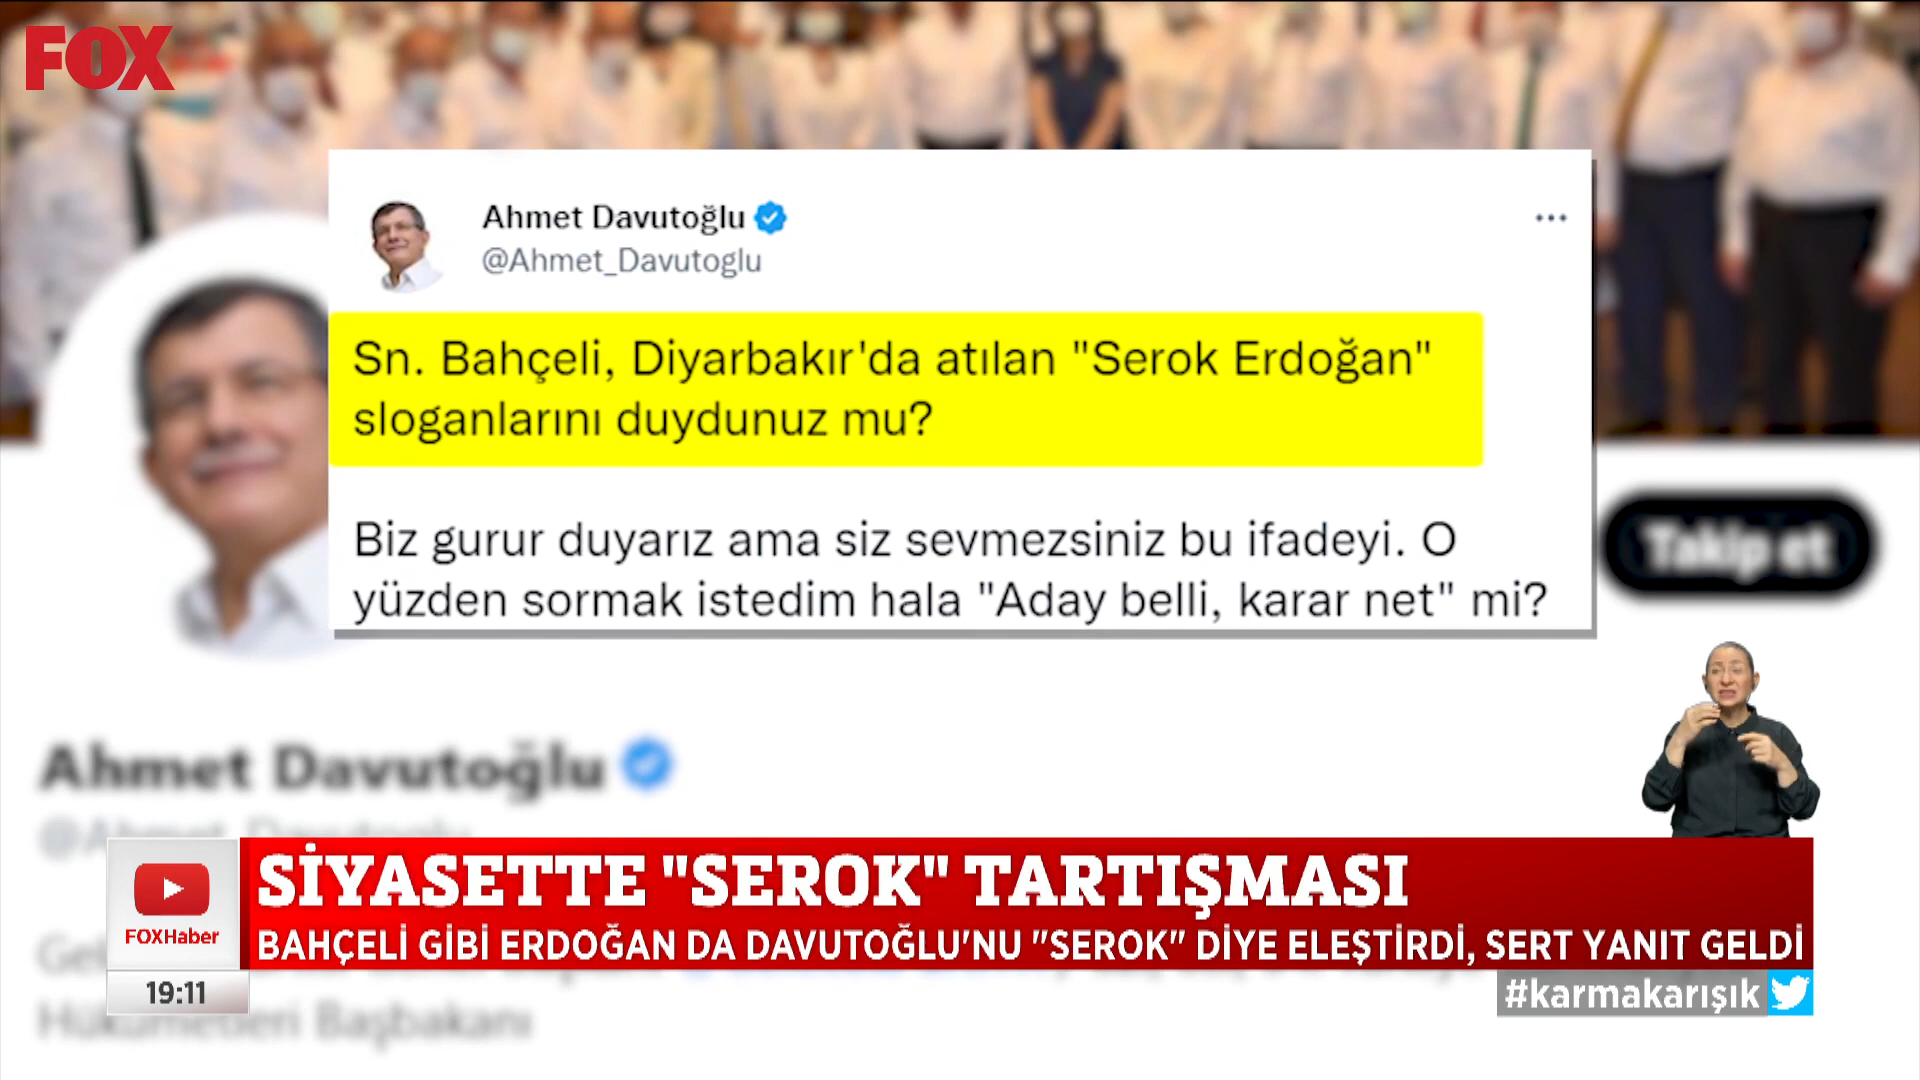 FOX
Ahmet Davutoğlu
@Ahmet_Davutoglu
Sn. Bahçeli, Diyarbakır'da atılan "Serok Erdoğan"
sloganlarını duydunuz mu?
Biz gurur duyarız ama siz sevmezsiniz bu ifadeyi. O
yüzden sormak istedim hala "Aday belli, karar net" mi?
Takip et
Ahmet Davutoğlu
@Ahmet_Davutoglu
SİYASETTE "SEROK" TARTIŞMASI
FOXHaber
BAHÇELİ GİBİ ERDOĞAN DA DAVUTOĞLU'NU "SEROK" DİYE ELEŞTİRDİ, SERT YANIT GELDİ
19:11
#karmakarışık
Hükümetleri Başbakanı